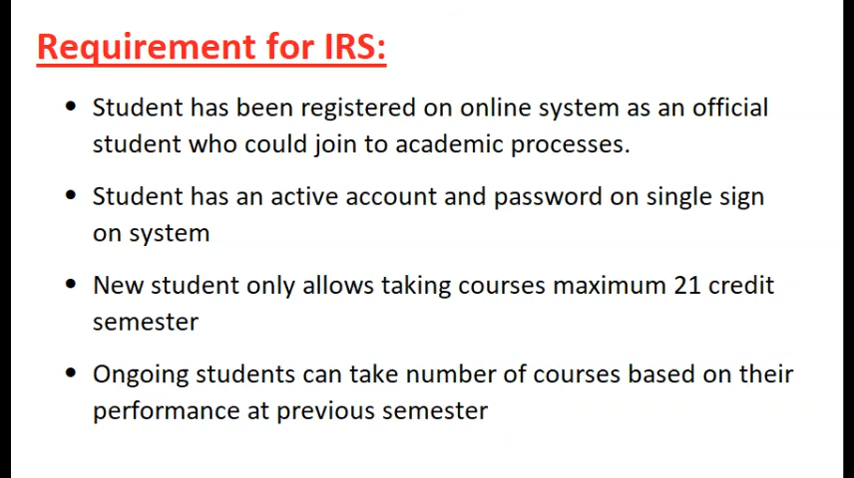 Requirement for IRS:
• Student has been registered on online system as an official
student who could join to academic processes.
• Student has an active account and password on single sign
on system
• New student only allows taking courses maximum 21 credit
semester
• Ongoing students can take number of courses based on their
performance at previous semester